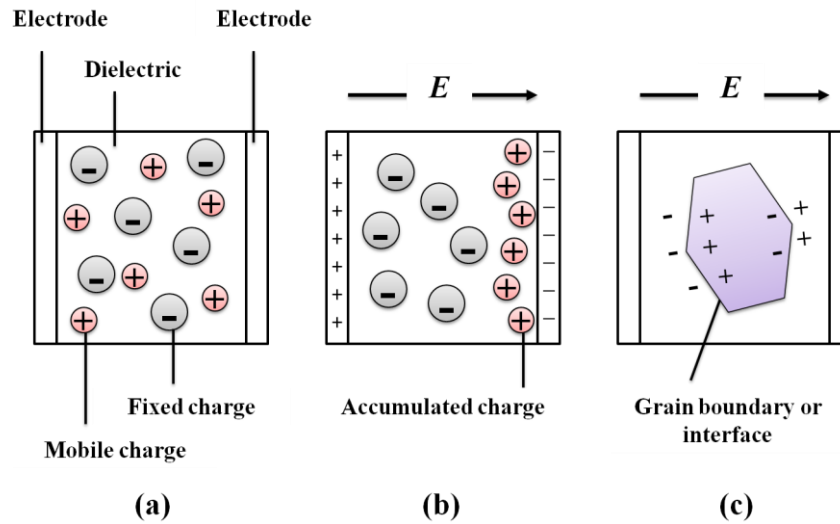 Electrode
Electrode
Dielectric
E
E
Fixed charge
Mobile charge
Accumulated charge
Grain boundary or
interface
(a)
(b)
(c)